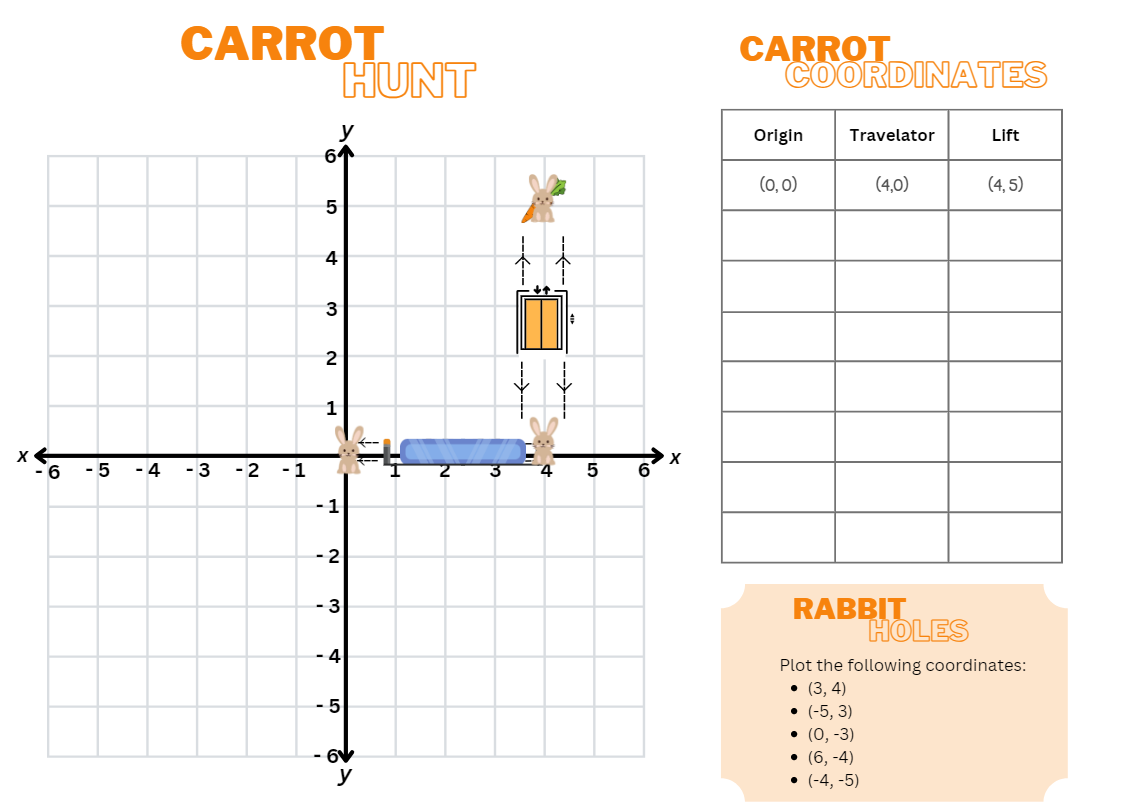 CARROT
HUNT
y
6
5
4
3
2
1
x
-6 -5 -4 -3 -2 -1 1 2 3 4 5 6
x
-1
-2
-3
-4
-5
-6
y
CARROT
COORDINATES
Origin Travelator Lift
(0, 0) (4,0) (4, 5)
RABBIT
HOLES
Plot the following coordinates:
• (3, 4)
• (-5, 3)
• (0, -3)
• (6, -4)
• (-4, -5)